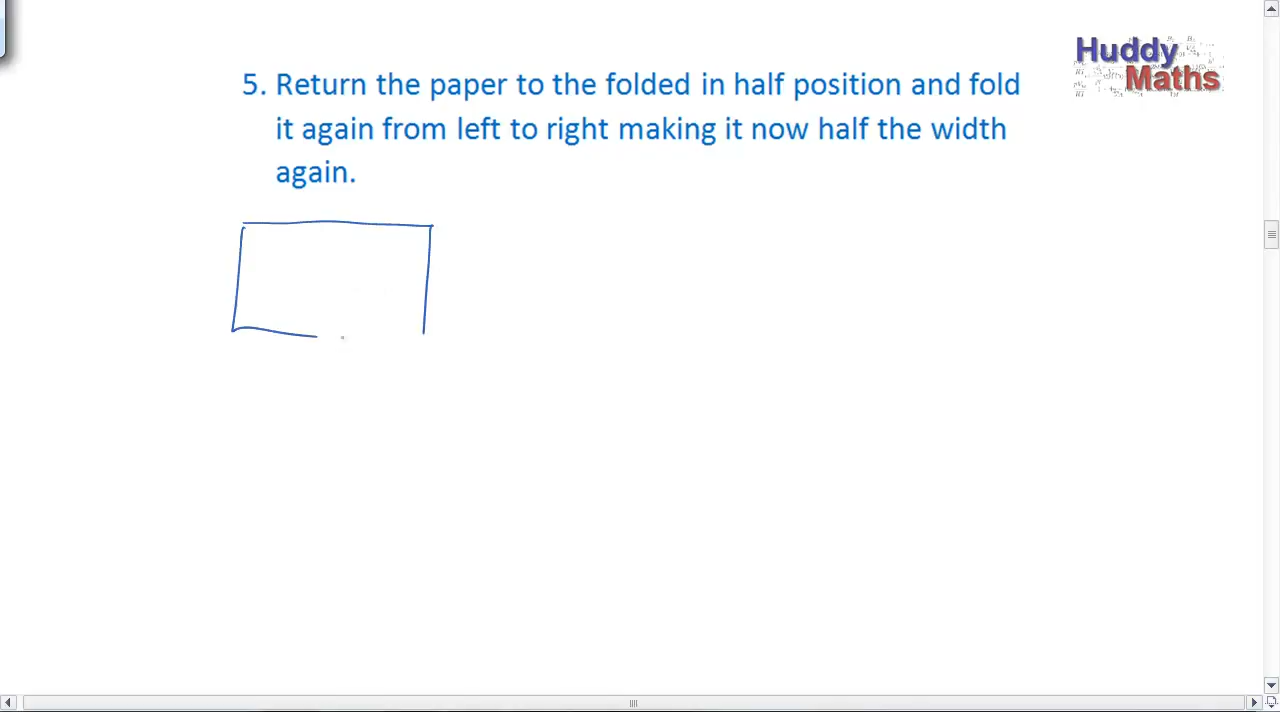 Huddy
Maths
5. Return the paper to the folded in half position and fold
it again from left to right making it now half the width
again.